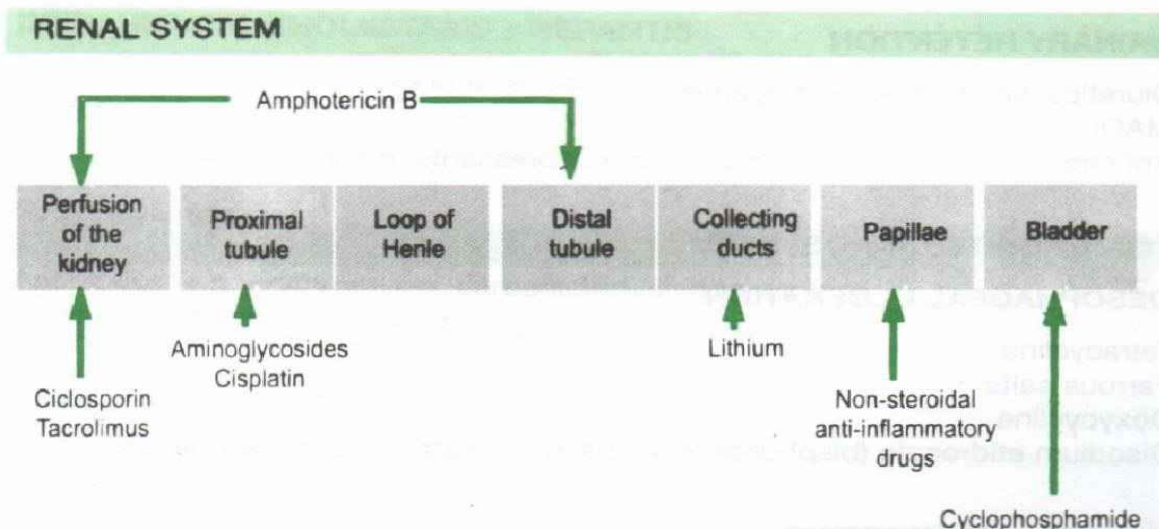 RENAL SYSTEM
Amphotericin B
Perfusion
of the
kidney
Proximal
tubule
Loop of
Henle
Distal
tubule
Collecting
ducts
Papillae
Bladder
Aminoglycosides
Cisplatin
Lithium
Ciclosporin
Tacrolimus
Non-steroidal
anti-inflammatory
drugs
Cyclophosphamide